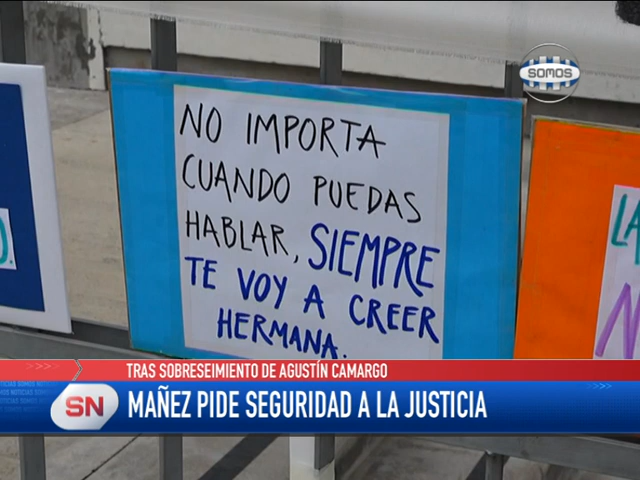 SOMOS
NO IMPORTA
CUANDO PUEDAS
HABLAR, SIEMPRE
TE VOY A CREER
HERMANA.
O.
LA
N
TRAS SOBRESEIMIENTO DE AGUSTÍN CAMARGO
SN
MAÑEZ PIDE SEGURIDAD A LA JUSTICIA